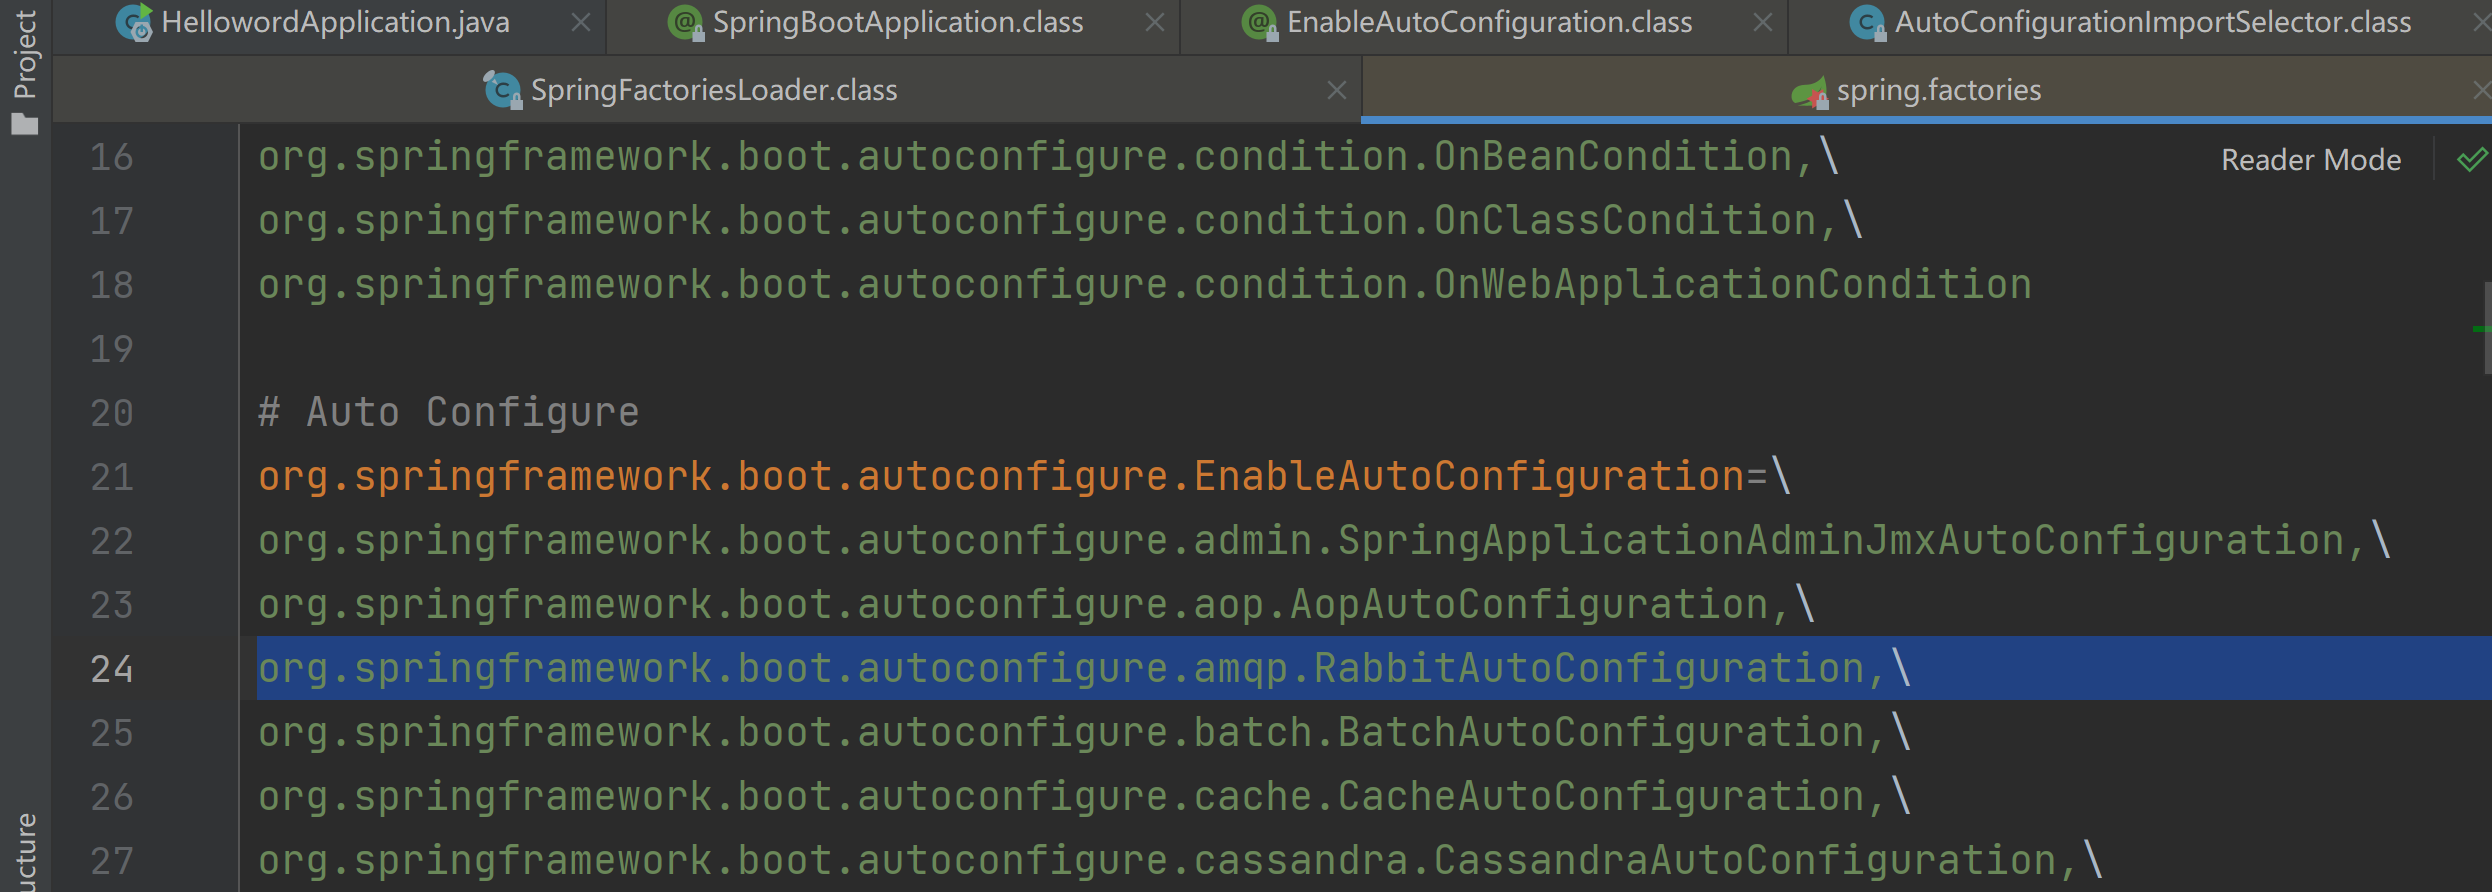 HellowordApplication.java
SpringBootApplication.class
EnableAutoConfiguration.class
AutoConfigurationImportSelector.class
SpringFactoriesLoader.class
spring.factories
Project
Reader Mode
16 org.springframework.boot.autoconfigure.condition.OnBeanCondition,\
17 org.springframework.boot.autoconfigure.condition.OnClassCondition,\
18 org.springframework.boot.autoconfigure.condition.OnWebApplicationCondition
19
20 # Auto Configure
21 org.springframework.boot.autoconfigure.EnableAutoConfiguration=\
22 org.springframework.boot.autoconfigure.admin.SpringApplicationAdminJmxAutoConfiguration,\
23 org.springframework.boot.autoconfigure.aop.AopAutoConfiguration,\
24 org.springframework.boot.autoconfigure.amqp.RabbitAutoConfiguration,\
25 org.springframework.boot.autoconfigure.batch.BatchAutoConfiguration,\
26 org.springframework.boot.autoconfigure.cache.CacheAutoConfiguration,\
27 org.springframework.boot.autoconfigure.cassandra.CassandraAutoConfiguration,\
ucture